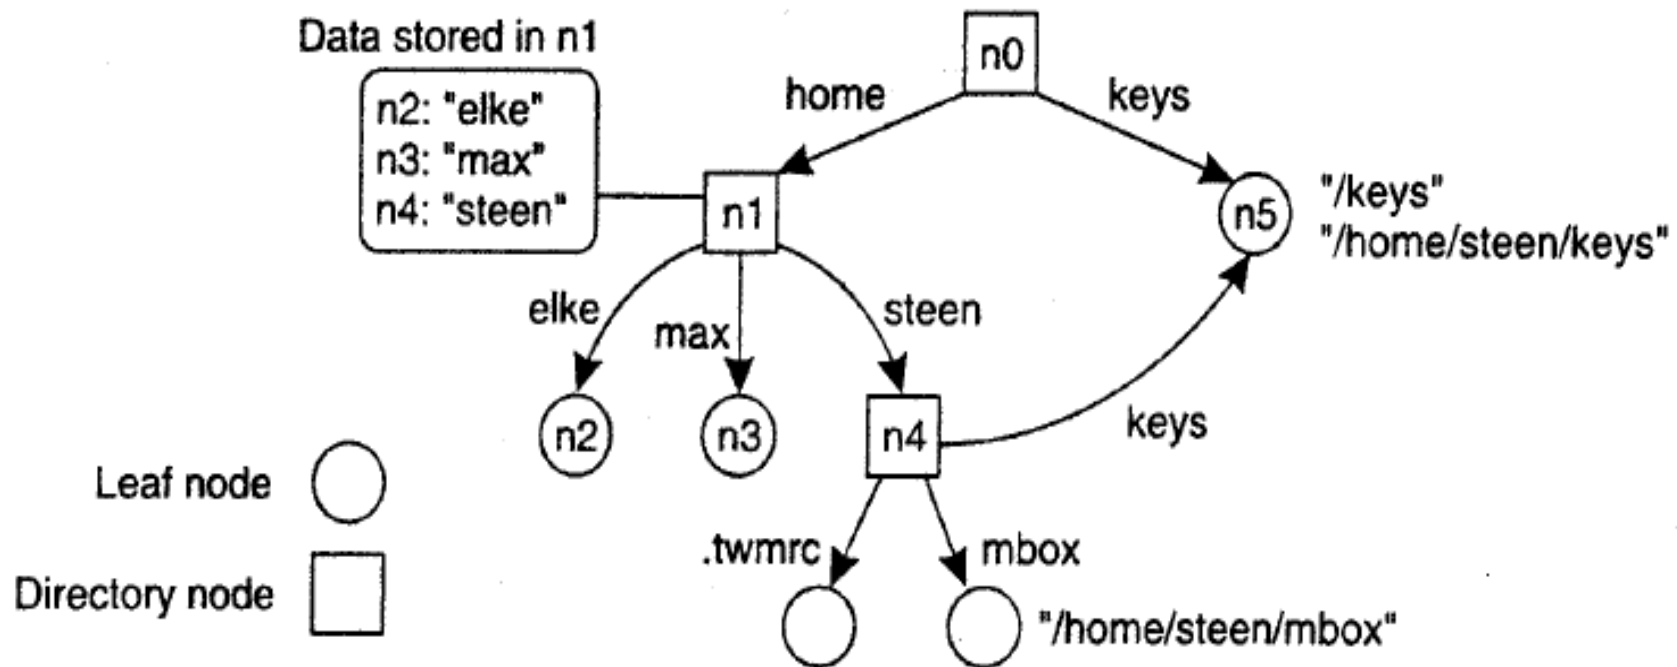 Data stored in n1
n2: "elke"
n3: "max"
n4: "steen"
n0
home
keys
n1
n5
"/keys"
"/home/steen/keys"
elke
max
steen
n2
n3
n4
keys
Leaf node
.twmrc
mbox
Directory node
"/home/steen/mbox"